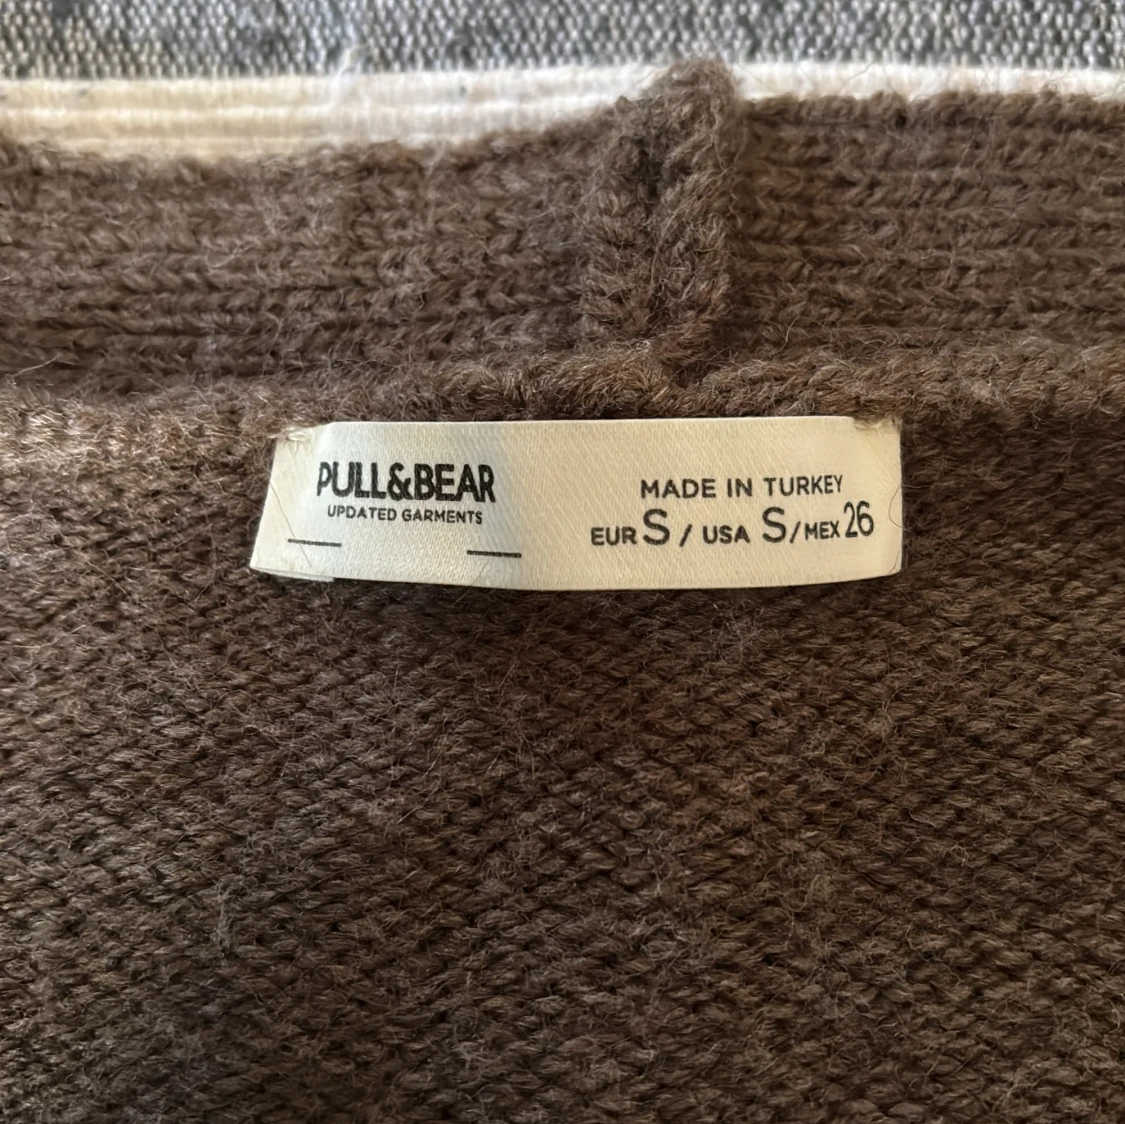 PULL&BEAR
UPDATED GARMENTS
MADE IN TURKEY
EUR S / USA S / MEX 26